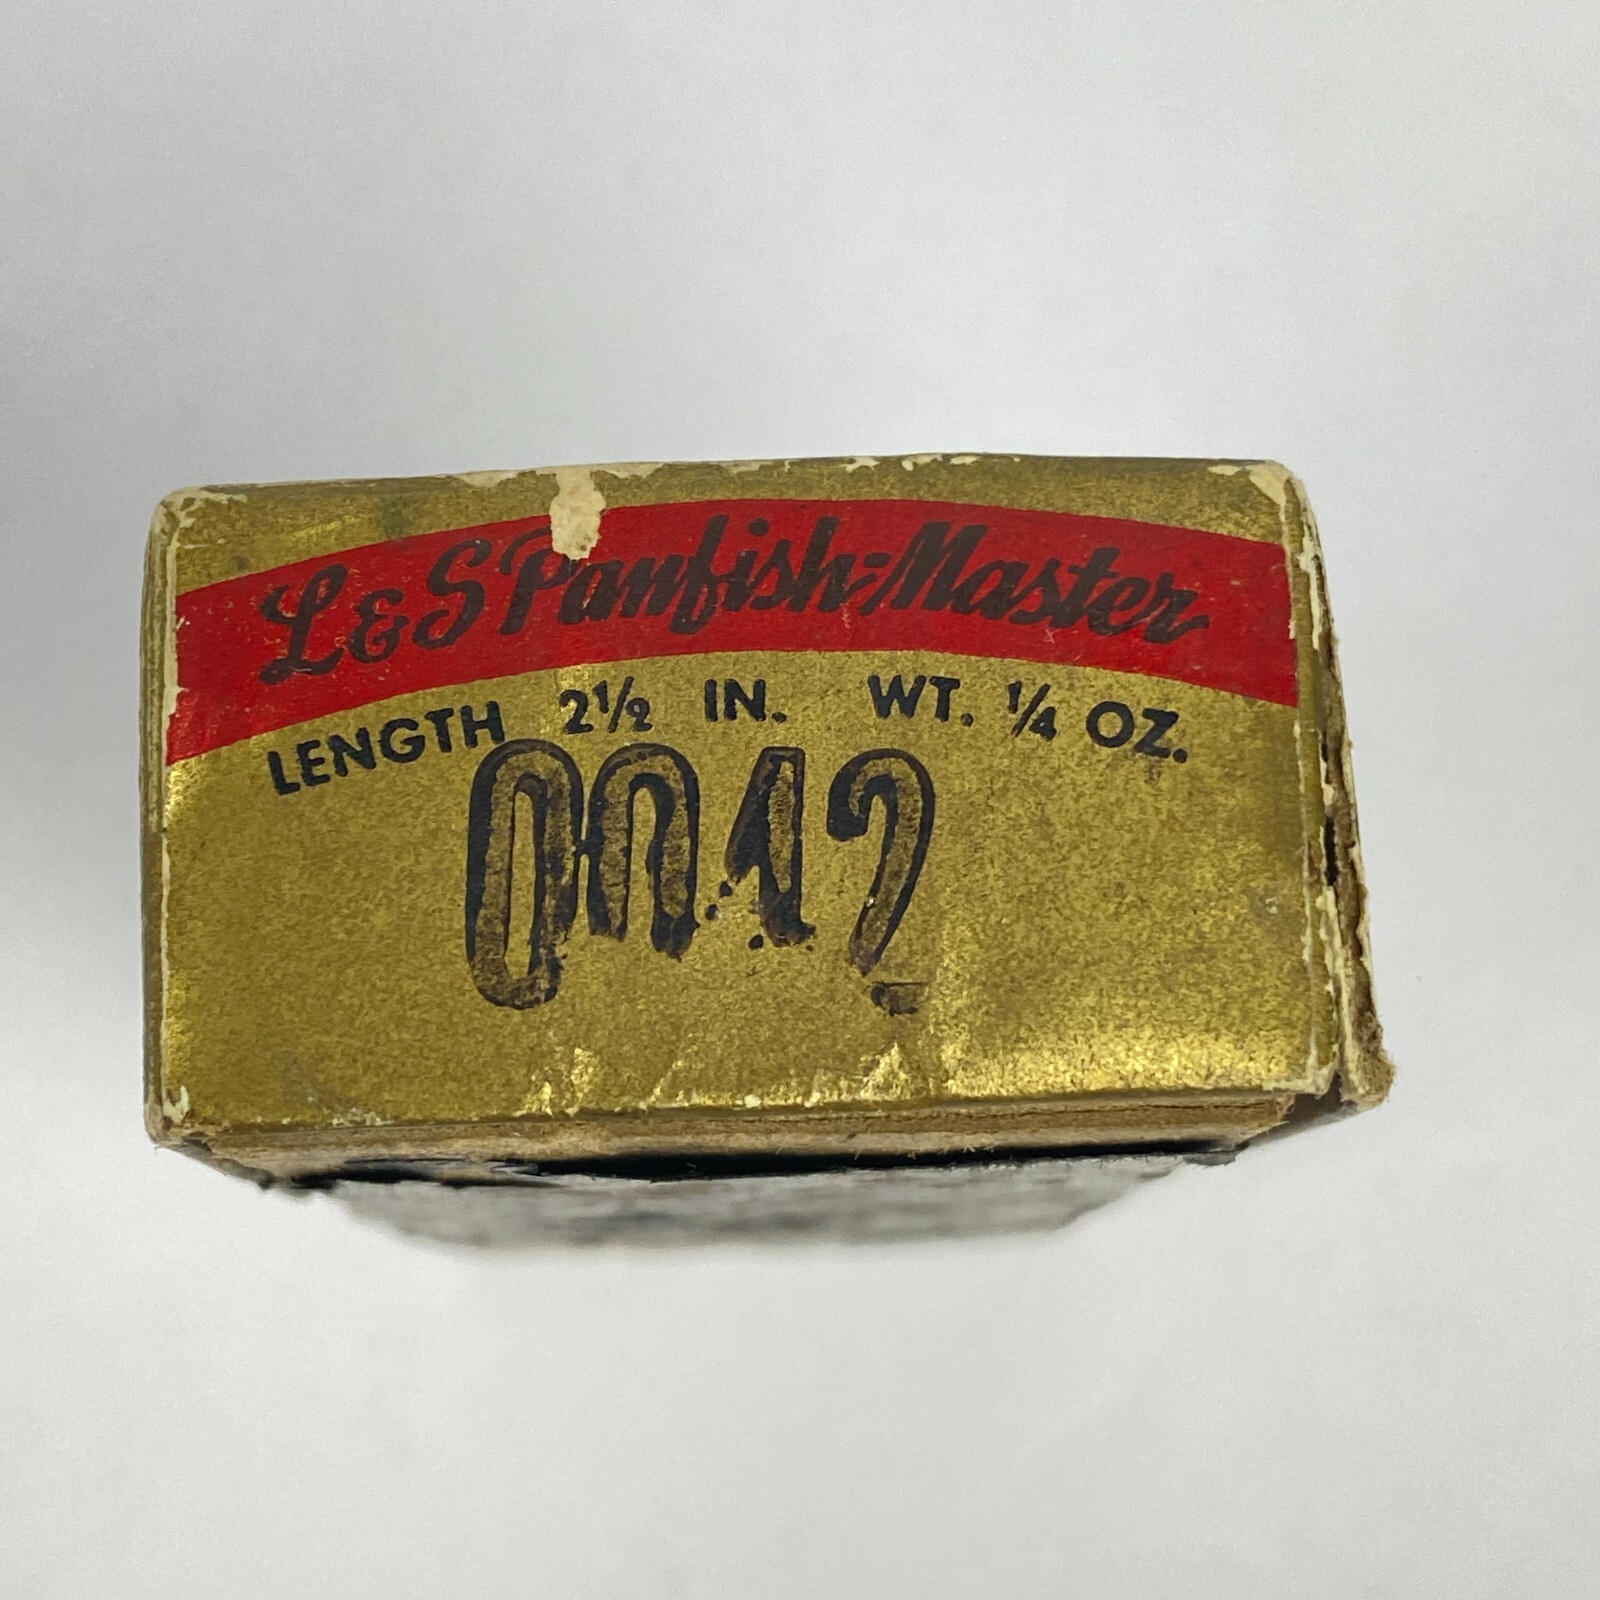 L&S Panfish-Master
LENGTH 2½ IN. WT. ¼ OZ.
0012